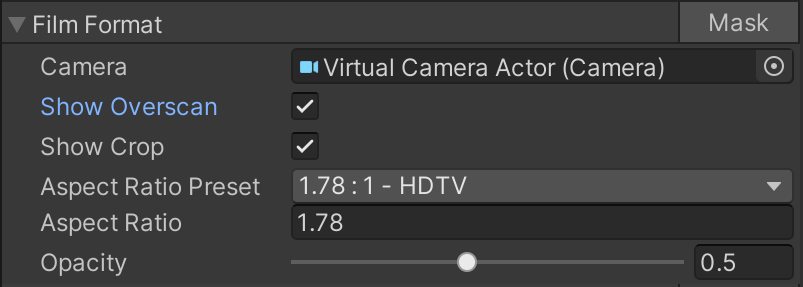 Film Format Mask
Camera Virtual Camera Actor (Camera)
Show Overscan
Show Crop
Aspect Ratio Preset 1.78 : 1 - HDTV
Aspect Ratio 1.78
Opacity 0.5